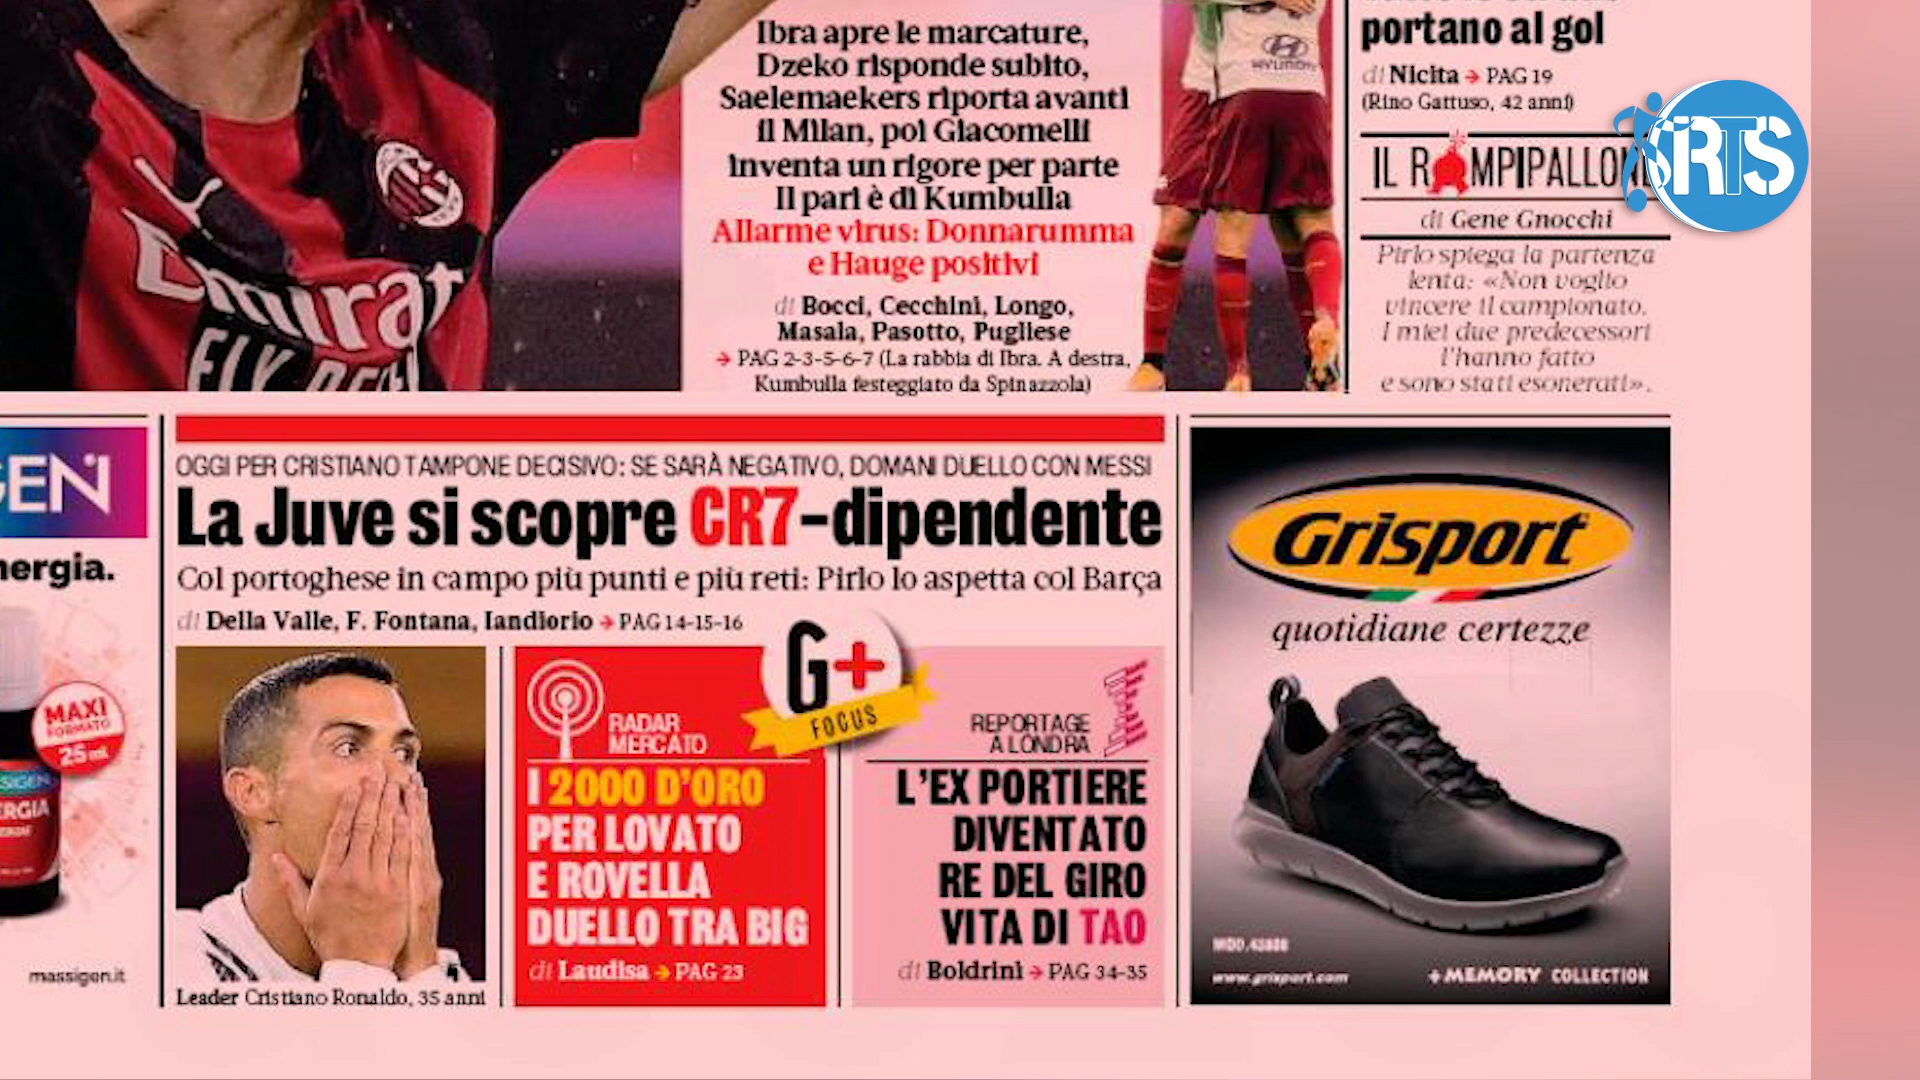 Ibra apre le marcature,
Dzeko risponde subito,
Saelemaekers riporta avanti
il Milan, poi Giacomelli
inventa un rigore per parte
Il pari è di Kumbulla
Allarme virus: Donnarumma
e Hauge positivi
di Bocci, Cecchini, Longo,
Masala, Pasotto, Pugliese
→ PAG 2-3-5-6-7 (La rabbia di Ibra. A destra,
Kumbulla festeggiato da Spinazzola)
HYUNDAI
Emirat
FLY
portano al gol
di Nicita → PAG 19
(Rino Gattuso, 42 anni)
IL ROMPIPALLONE
di Gene Gnocchi
Pirlo spiega la partenza
lenta: «Non voglio
vincere il campionato.
I miei due predecessori
l'hanno fatto
e sono stati esonerati».
RTS
GEN
nergia.
MAXI
FORMATO
25 ml
SIGEN
ERGIA
massigen.it
OGGI PER CRISTIANO TAMPONE DECISIVO: SE SARÀ NEGATIVO, DOMANI DUELLO CON MESSI
La Juve si scopre CR7-dipendente
Col portoghese in campo più punti e più reti: Pirlo lo aspetta col Barça
di Della Valle, F. Fontana, Iandiorio → PAG 14-15-16
Leader Cristiano Ronaldo, 35 anni
G+
FOCUS
RADAR
MERCATO
I 2000 D'ORO
PER LOVATO
E ROVELLA
DUELLO TRA BIG
di Laudisa → PAG 23
REPORTAGE
A LONDRA
L'EX PORTIERE
DIVENTATO
RE DEL GIRO
VITA DI TAO
di Boldrini → PAG 34-35
Grisport
quotidiane certezze
www.grisport.com
+MEMORY COLLECTION